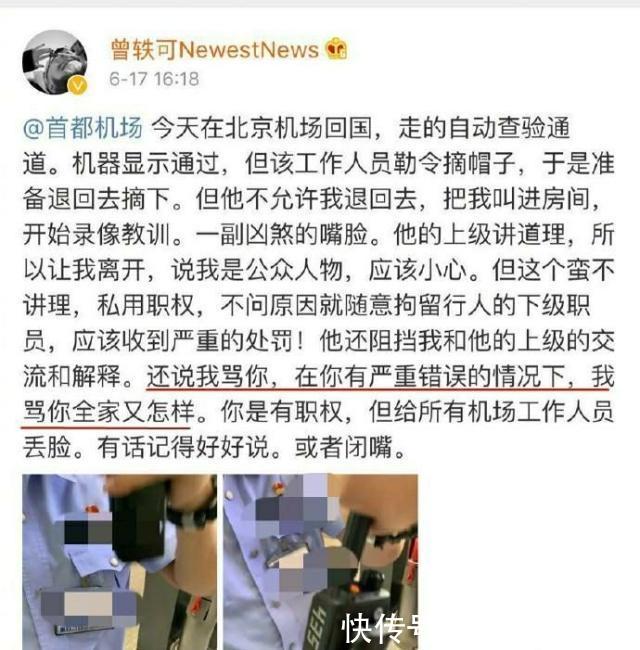 曾轶可NewestNews
6-17 16:18
@首都机场 今天在北京机场回国，走的自动查验通
道。机器显示通过，但该工作人员勒令摘帽子，于是准
备退回去摘下。但他不允许我退回去，把我叫进房间，
开始录像教训。一副凶煞的嘴脸。他的上级讲道理，所
以让我离开，说我是公众人物，应该小心。但这个蛮不
讲理，私用职权，不问原因就随意拘留行人的下级职
员，应该收到严重的处罚！他还阻挡我和他的上级的交
流和解释。还说我骂你，在你有严重错误的情况下，我
骂你全家又怎样。你是有职权，但给所有机场工作人员
丢脸。有话记得好好说。或者闭嘴。
快传号